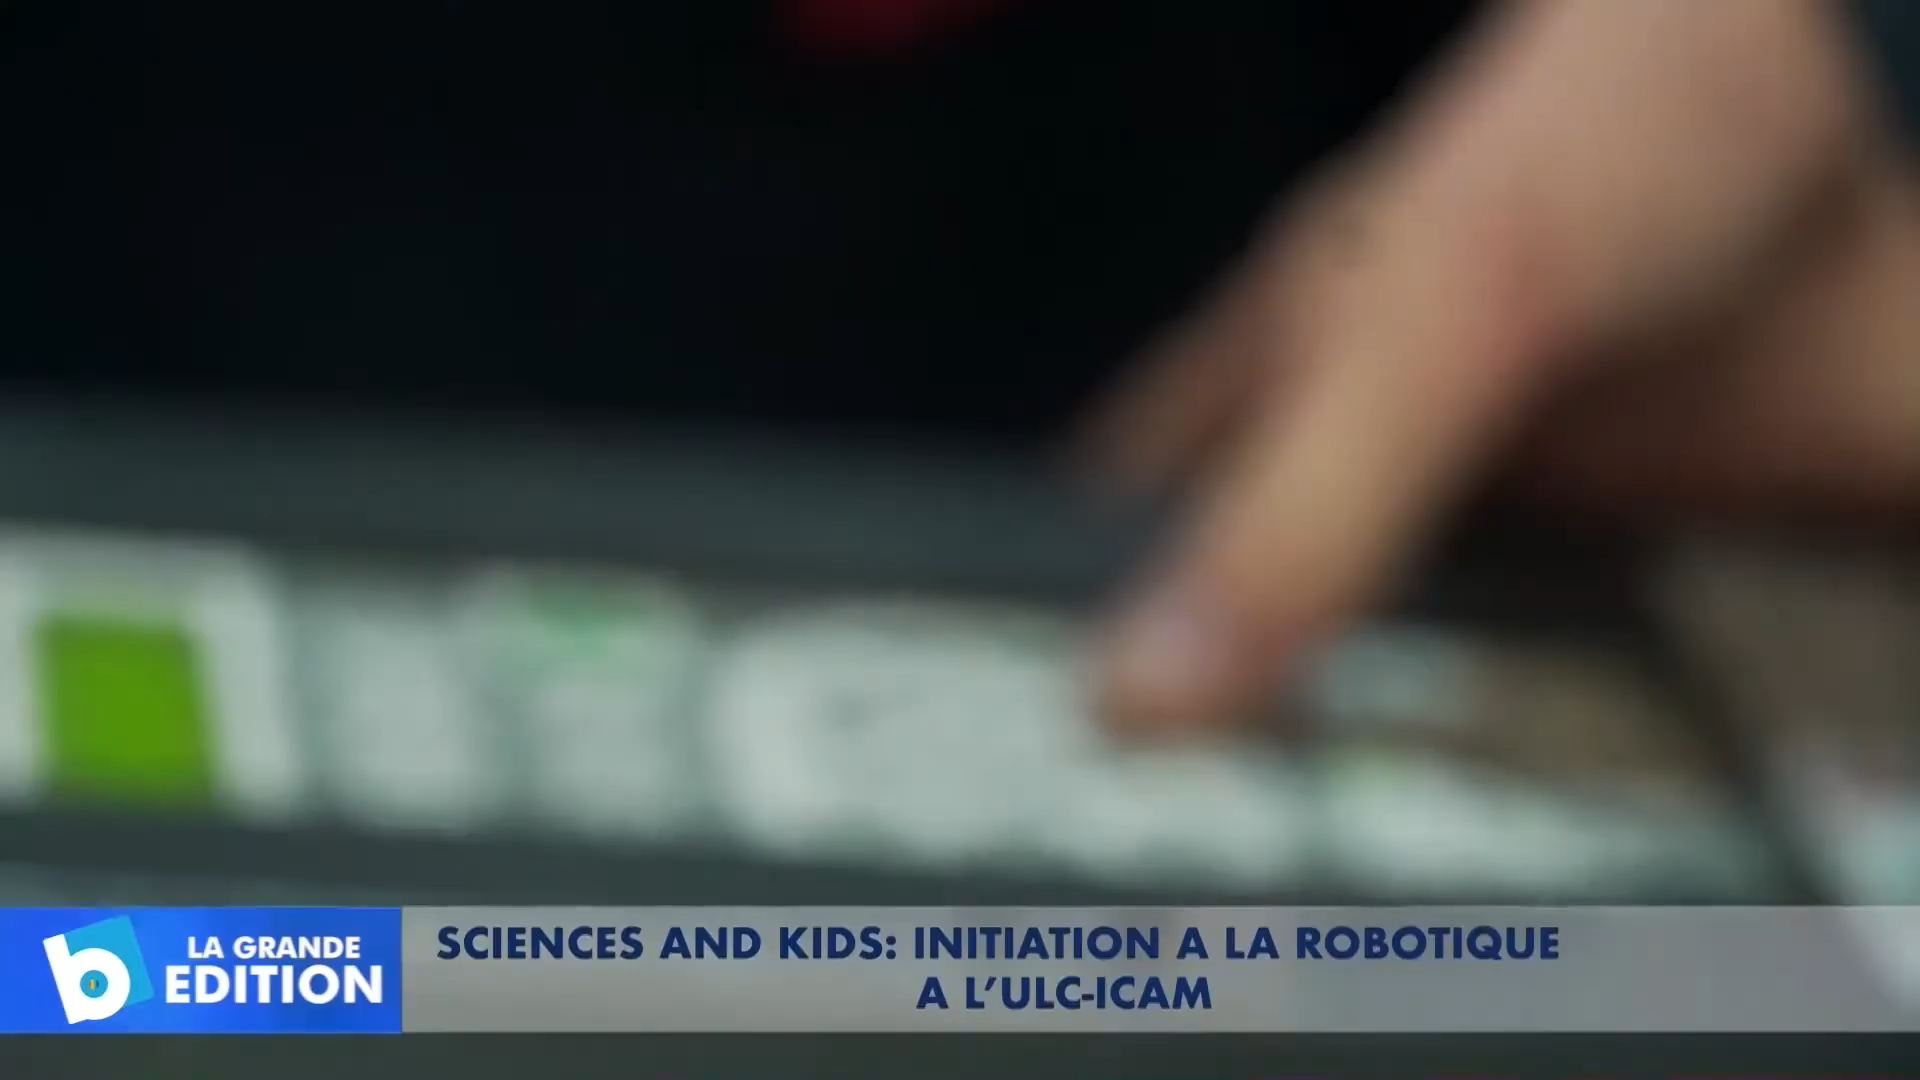 LA GRANDE
EDITION
SCIENCES AND KIDS: INITIATION A LA ROBOTIQUE
A L’ULC-ICAM